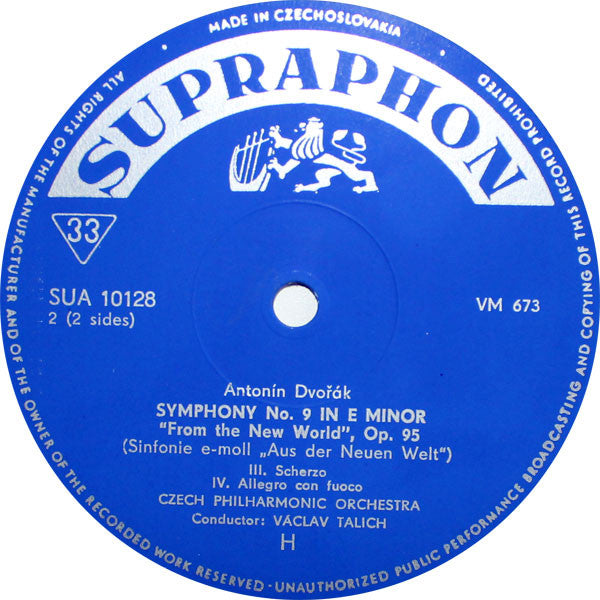 • MADE IN CZECHOSLOVAKIA •
ALL RIGHTS OF THE MANUFACTURER AND OF THE OWNER OF THE RECORDED WORK RESERVED - UNAUTHORIZED PUBLIC PERFORMANCE BROADCASTING AND COPYING OF THIS RECORD PROHIBITED
SUPRAPHON
33
SUA 10128
VM 673
2 (2 sides)
Antonín Dvořák
SYMPHONY No. 9 IN E MINOR
“From the New World”, Op. 95
(Sinfonie e-moll „Aus der Neuen Welt“)
III. Scherzo
IV. Allegro con fuoco
CZECH PHILHARMONIC ORCHESTRA
Conductor: VÁCLAV TALICH
H